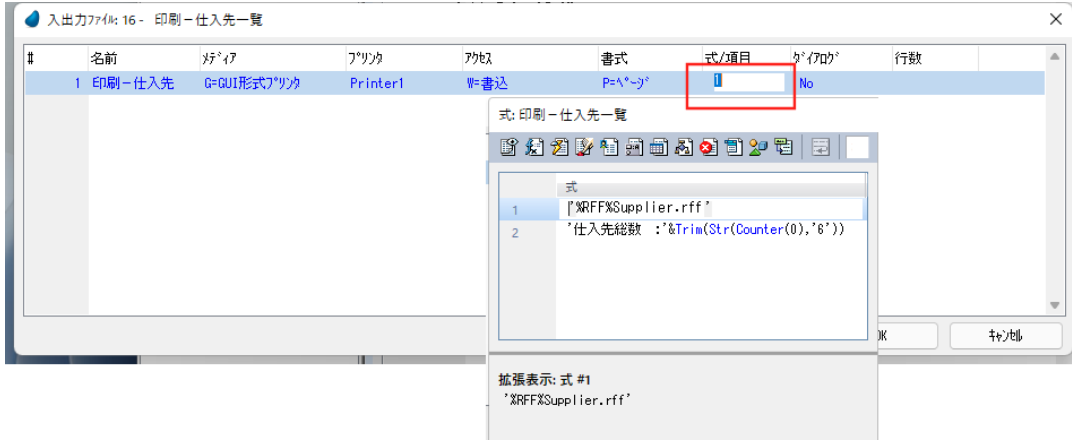 入出力ﾌｧｲﾙ: 16 -  印刷－仕入先一覧
# 名前 ﾒﾃﾞｨｱ ﾌﾟﾘﾝﾀ ｱｸｾｽ 書式 式/項目 ﾀﾞｲｱﾛｸﾞ 行数
1 印刷－仕入先 G=GUI形式ﾌﾟﾘﾝﾀ Printer1 W=書込 P=ﾍﾟｰｼﾞ 1 No
式: 印刷－仕入先一覧
式
1 '%RFF%Supplier.rff'
2 '仕入先総数　:'&Trim(Str(Counter(0),'6'))
OK ｷｬﾝｾﾙ
拡張表示: 式 #1
'%RFF%Supplier.rff'